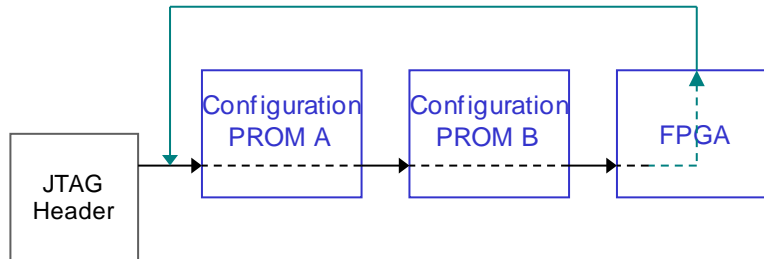 Configuration
PROM A
Configuration
PROM B
FPGA
JTAG
Header